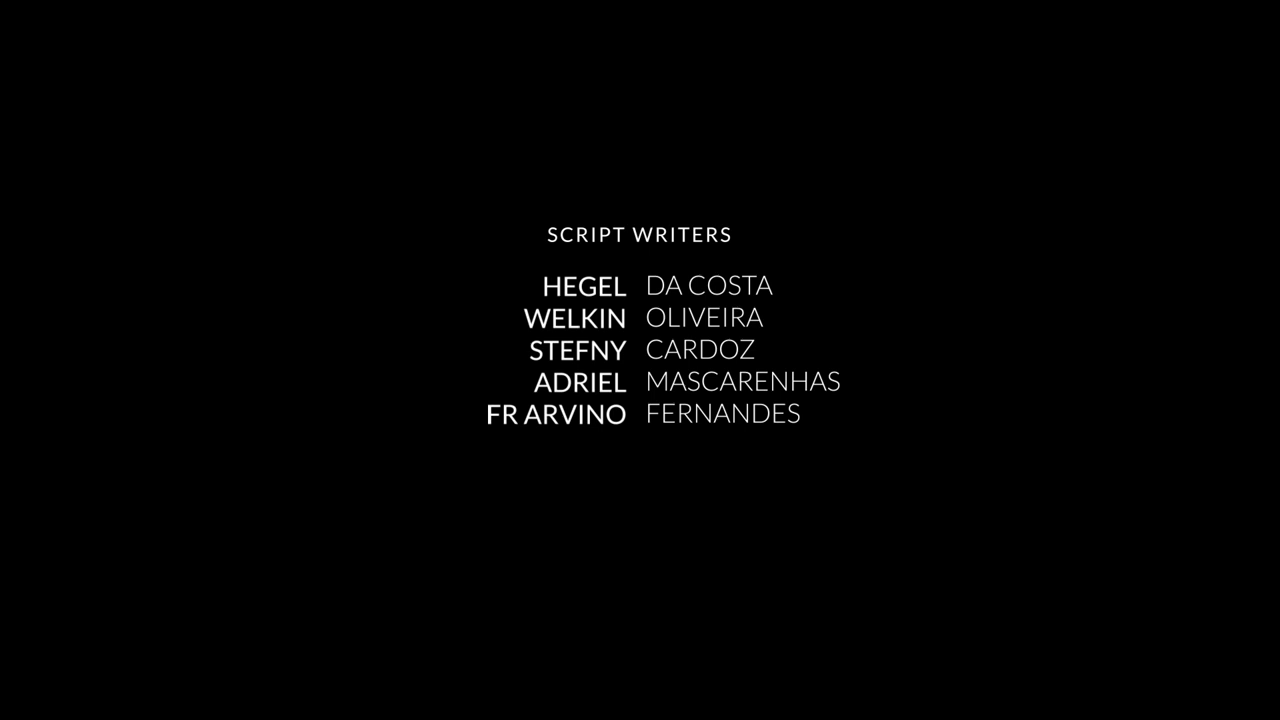 SCRIPT WRITERS
HEGEL DA COSTA
WELKIN OLIVEIRA
STEFNY CARDOZ
ADRIEL MASCARENHAS
FR ARVINO FERNANDES